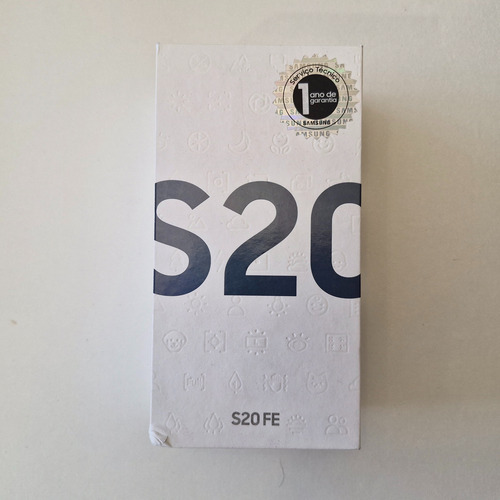 Serviço Técnico
1 ano de
garantia
SAMSUNG
S20
S20 FE